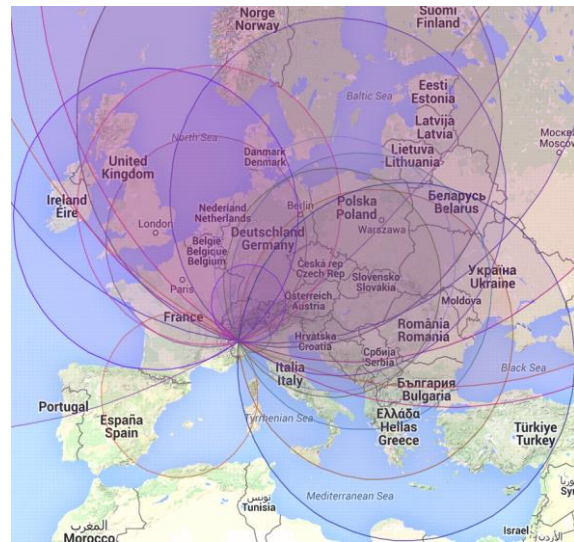 Norge
Norway
Suomi
Finland
Eesti
Estonia
Baltic Sea
Latvija
Latvia
Москва
Moscow
North Sea
Danmark
Denmark
Lietuva
Lithuania
United
Kingdom
Ireland
Éire
Nederland
Netherlands
Berlin
Polska
Poland
Warszawa
Беларусь
Belarus
London
België
Belgique
Belgien
Deutschland
Germany
Paris
Česká rep
Czech Rep
Slovensko
Slovakia
Україна
Ukraine
Österreich
Austria
Moldova
France
Hrvatska
Croatia
România
Romania
Србија
Serbia
Italia
Italy
Black Sea
България
Bulgaria
Portugal
España
Spain
Tyrrhenian Sea
Ελλάδα
Hellas
Greece
Türkiye
Turkey
تونس
Tunisia
Mediterranean Sea
Israel
المغرب
Morocco